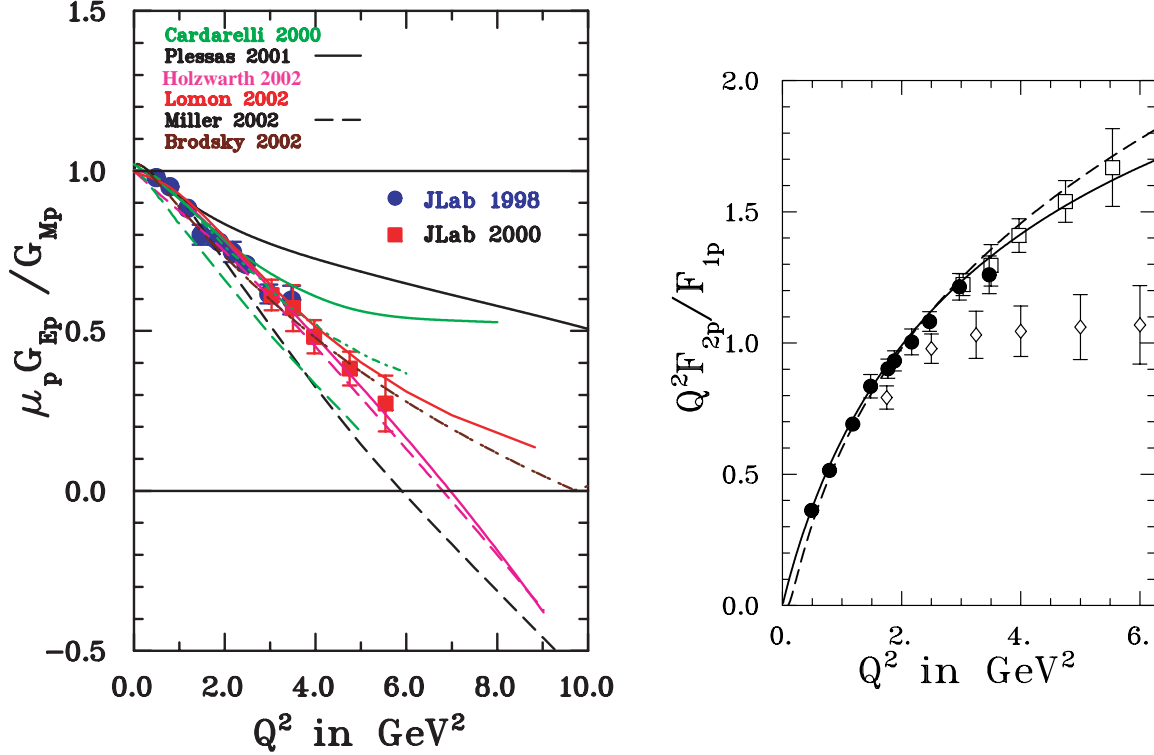 1.5
1.0
0.5
0.0
−0.5
μpGEp /GMp
Cardarelli 2000
Plessas 2001
Holzwarth 2002
Lomon 2002
Miller 2002
Brodsky 2002
JLab 1998
JLab 2000
0.0 2.0 4.0 6.0 8.0 10.0
Q² in GeV²
2.0
1.5
1.0
0.5
0.0
Q²F2p/F1p
0. 2. 4. 6.
Q² in GeV²